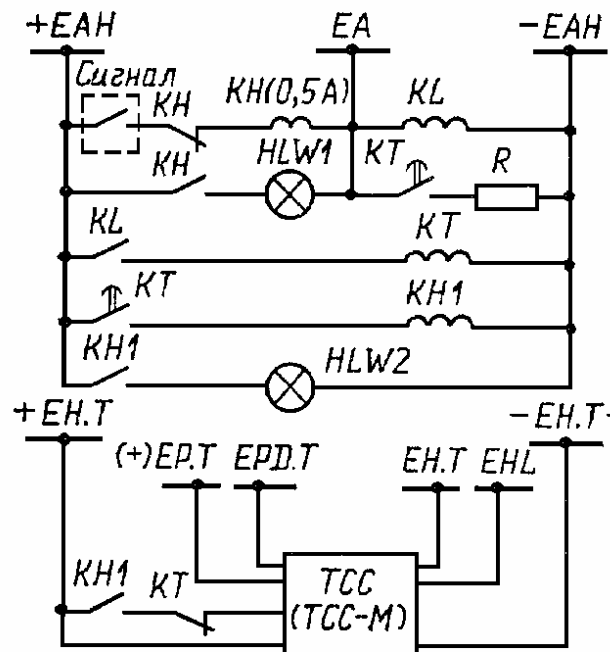 +EAH EA -EAH
Сигнал
KH KH(0,5A) KL
KH HLW1 KT R
KL KT
KT KH1
KH1 HLW2
+EH.T -EH.T
(+)EP.T EPD.T EH.T EHL
KH1 KT TCC
(TCC-M)